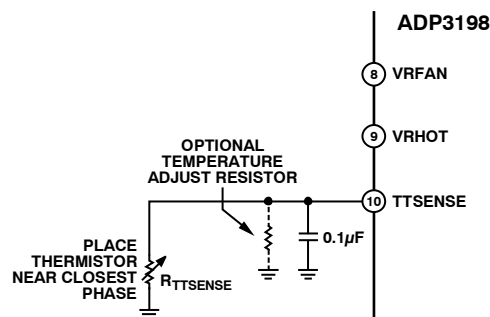 ADP3198
8 VRFAN
9 VRHOT
OPTIONAL
TEMPERATURE
ADJUST RESISTOR
10 TTSENSE
0.1µF
PLACE
THERMISTOR
NEAR CLOSEST
PHASE
RTTSENSE